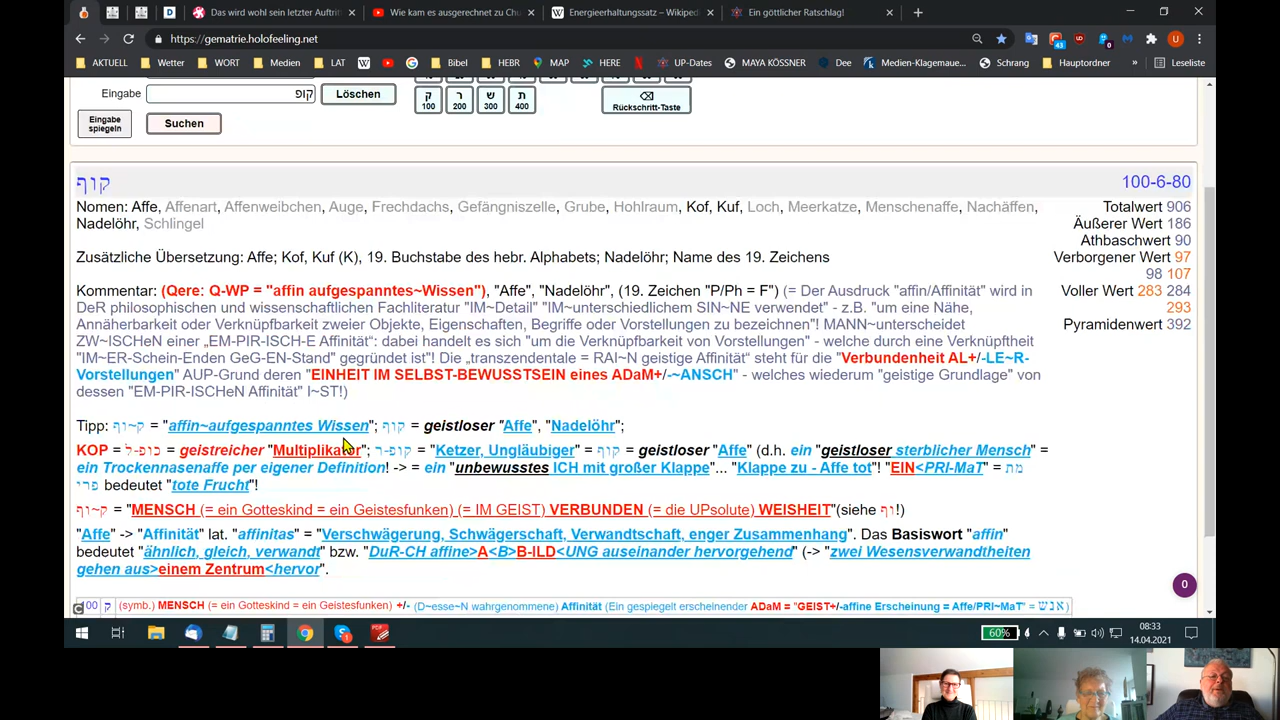 Das wird wohl sein letzter Auftritt
Wie kam es ausgerechnet zu Chu
Energieerhaltungssatz – Wikiped
Ein göttlicher Ratschlag!
https://gematrie.holofeeling.net
AKTUELL Wetter WORT Medien LAT Bibel HEBR MAP HERE UP-Dates MAYA KÖSSNER Dee Medien-Klagemaue... Schrang Hauptordner » Leseliste
Eingabe קופ Löschen ק 100 ר 200 ש 300 ת 400 Rückschritt-Taste
Eingabe spiegeln Suchen
קוף 100-6-80
Nomen: Affe, Affenart, Affenweibchen, Auge, Frechdachs, Gefängniszelle, Grube, Hohlraum, Kof, Kuf, Loch, Meerkatze, Menschenaffe, Nachäffen,
Nadelöhr, Schlingel
Totalwert 906
Äußerer Wert 186
Athbaschwert 90
Verborgener Wert 97
98 107
Voller Wert 283 284
293
Pyramidenwert 392
Zusätzliche Übersetzung: Affe; Kof, Kuf (K), 19. Buchstabe des hebr. Alphabets; Nadelöhr; Name des 19. Zeichens
Kommentar: (Qere: Q-WP = "affin aufgespanntes~Wissen"), "Affe", "Nadelöhr", (19. Zeichen "P/Ph = F") (= Der Ausdruck "affin/Affinität" wird in
DeR philosophischen und wissenschaftlichen Fachliteratur "IM~Detail" "IM~unterschiedlichem SIN~NE verwendet" - z.B. "um eine Nähe,
Annäherbarkeit oder Verknüpfbarkeit zweier Objekte, Eigenschaften, Begriffe oder Vorstellungen zu bezeichnen"! MANN~unterscheidet
ZW~ISCHeN einer „EM-PIR-ISCH-E Affinität“: dabei handelt es sich "um die Verknüpfbarkeit von Vorstellungen" - welche durch eine Verknüpftheit
"IM~ER-Schein-Enden GeG-EN-Stand" gegründet ist"! Die „transzendentale = RAI~N geistige Affinität“ steht für die "Verbundenheit AL+/-LE~R-
Vorstellungen" AUP-Grund deren "EINHEIT IM SELBST-BEWUSSTSEIN eines ADaM+/-~ANSCH" - welches wiederum "geistige Grundlage" von
dessen "EM-PIR-ISCHeN Affinität" I~ST!)
Tipp: ק~וף = "affin~aufgespanntes Wissen"; קוף = geistloser "Affe", "Nadelöhr";
KOP = כופ-ל = geistreicher "Multiplikator"; קופ-ר = "Ketzer, Ungläubiger" = קוף = geistloser "Affe" (d.h. ein "geistloser sterblicher Mensch" =
ein Trockennasenaffe per eigener Definition! -> = ein "unbewusstes ICH mit großer Klappe"... "Klappe zu - Affe tot"! "EIN<PRI-MaT" = מת
פרי bedeutet "tote Frucht"!
ק~וף = "MENSCH (= ein Gotteskind = ein Geistesfunken) (= IM GEIST) VERBUNDEN (= die UPsolute) WEISHEIT"(siehe וף!)
"Affe" -> "Affinität" lat. "affinitas" = "Verschwägerung, Schwägerschaft, Verwandtschaft, enger Zusammenhang". Das Basiswort "affin"
bedeutet "ähnlich, gleich, verwandt" bzw. "DuR-CH affine>A<B>B-ILD<UNG auseinander hervorgehend" (-> "zwei Wesensverwandtheiten
gehen aus>einem Zentrum<hervor".
100 ק (symb.) MENSCH (= ein Gotteskind = ein Geistesfunken) +/- (D~esse~N wahrgenommene) Affinität (Ein gespiegelt erscheinender ADaM = "GEIST+/-affine Erscheinung = Affe/PRI~MaT" = אנש
0
60% 08:33
14.04.2021